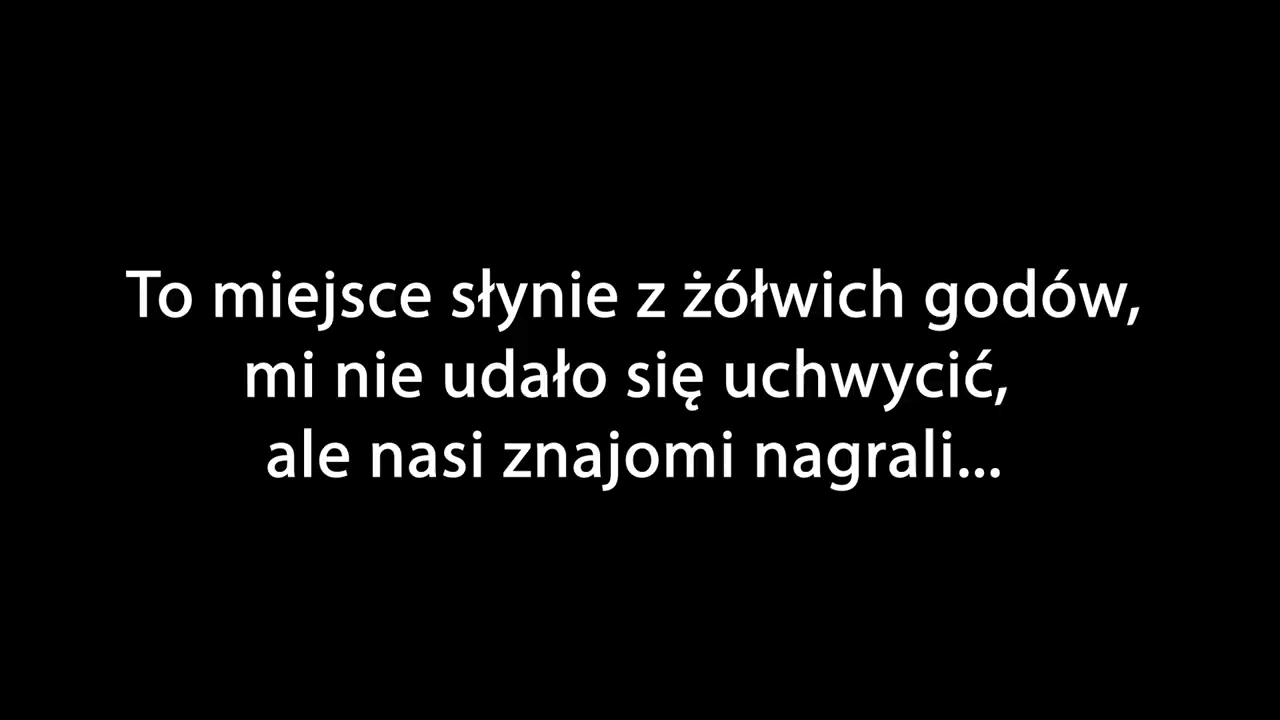 To miejsce słynie z żółwich godów,
mi nie udało się uchwycić,
ale nasi znajomi nagrali...